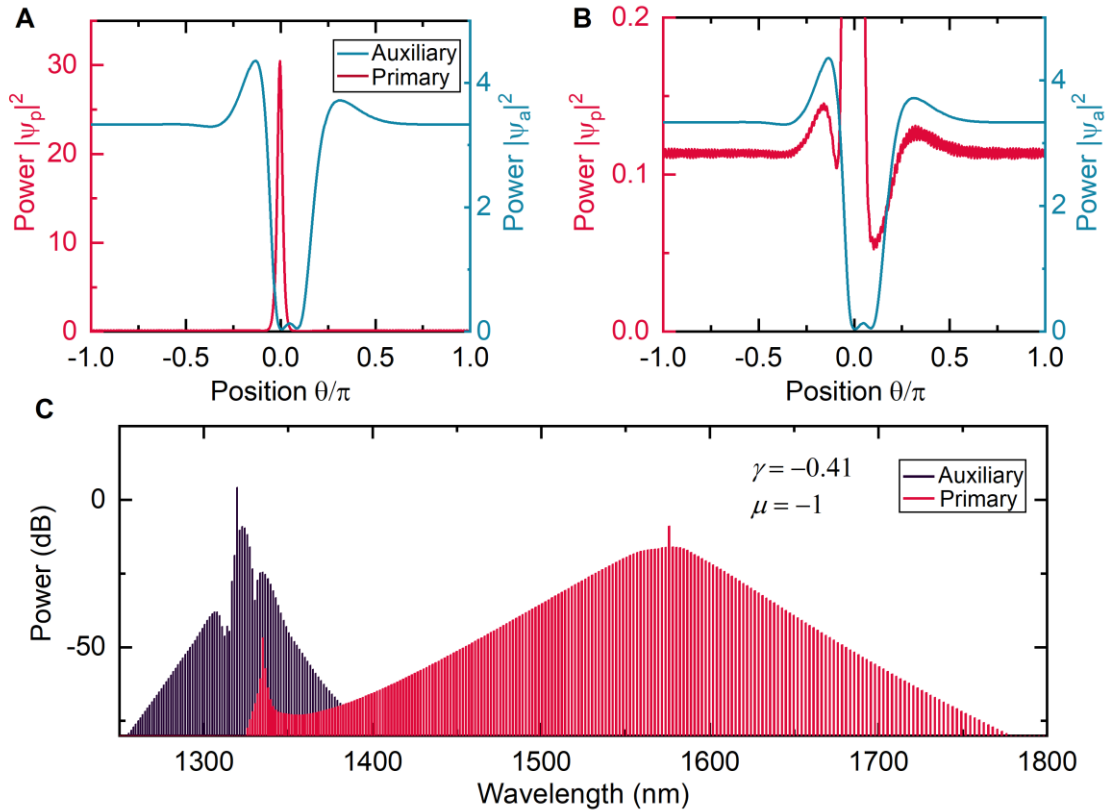 A
Power |ψp|²
30
20
10
0
-1.0 -0.5 0.0 0.5 1.0
Position θ/π
4
2
0
Power |ψa|²
Auxiliary
Primary
B
Power |ψp|²
0.2
0.1
0.0
-1.0 -0.5 0.0 0.5 1.0
Position θ/π
4
2
0
Power |ψa|²
C
Power (dB)
0
-50
1300 1400 1500 1600 1700 1800
Wavelength (nm)
γ = −0.41
μ = −1
Auxiliary
Primary